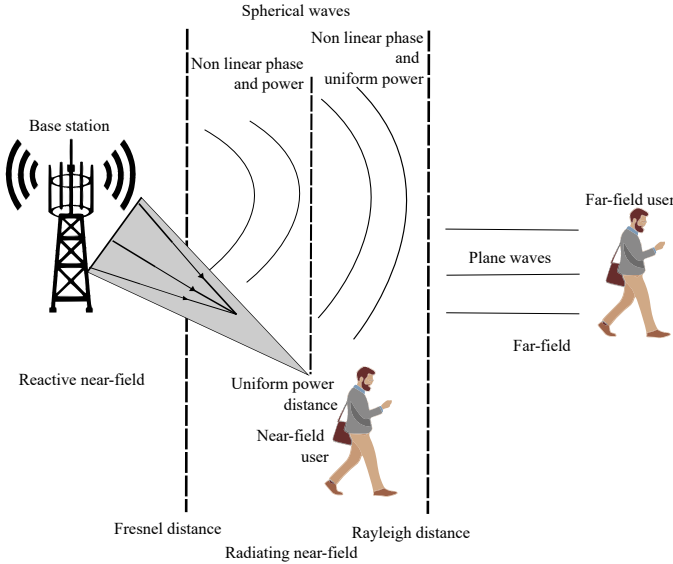 Spherical waves
Non linear phase
and
uniform power
Non linear phase
and power
Base station
Far-field user
Plane waves
Far-field
Reactive near-field
Uniform power
distance
Near-field
user
Fresnel distance
Rayleigh distance
Radiating near-field